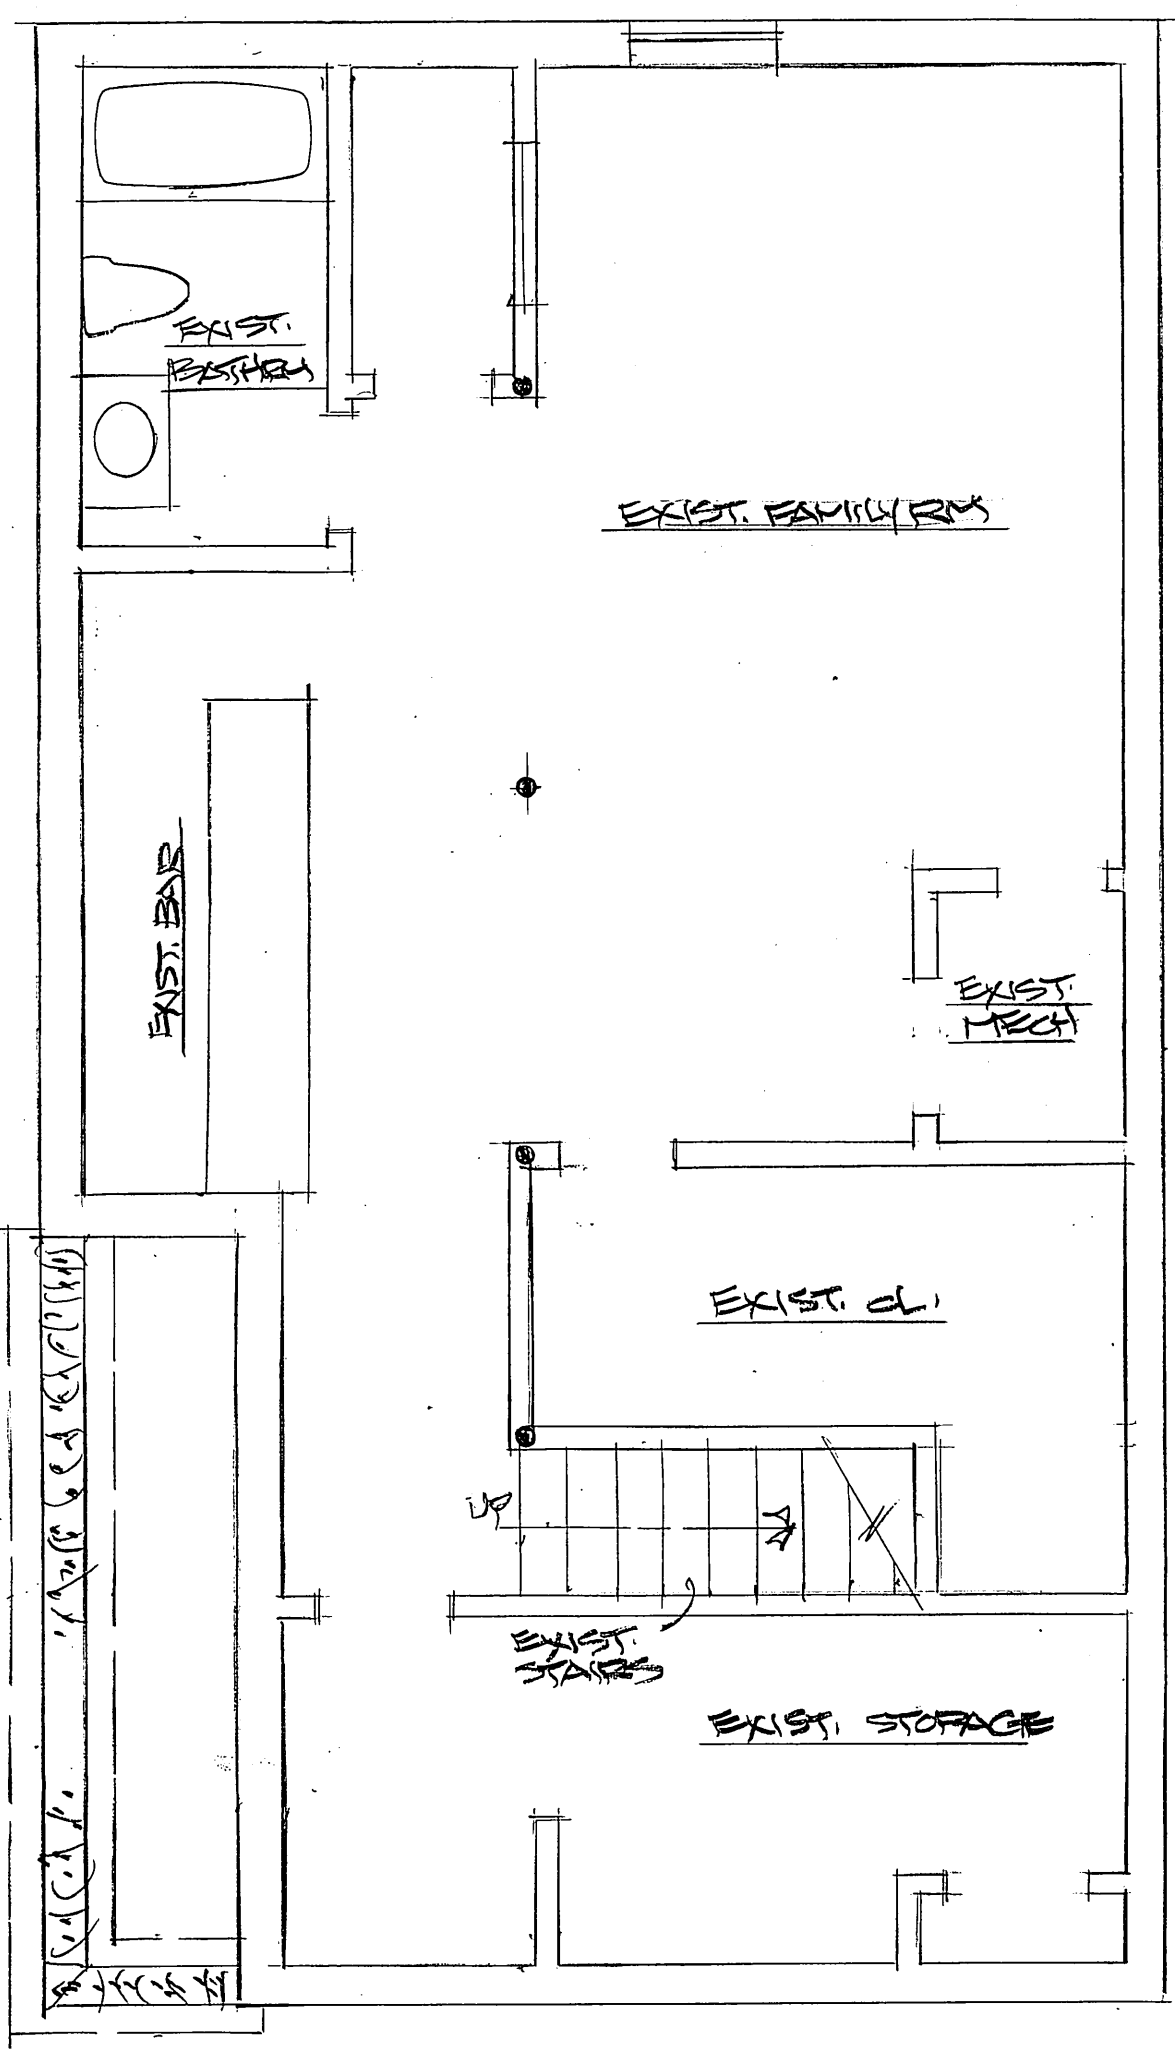 EXIST.
BATHRM
EXIST. FAMILY RM
EXIST. BAR
EXIST.
MECH
EXIST. CL.
UP
EXIST.
STAIRS
EXIST. STORAGE